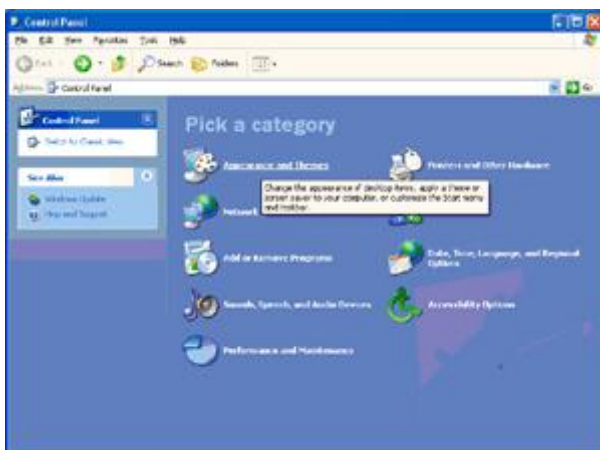 Control Panel
File Edit View Favorites Tools Help
Back Search Folders
Address Control Panel Go
Control Panel
Switch to Classic View
See Also
Windows Update
Help and Support
Pick a category
Appearance and Themes
Printers and Other Hardware
Change the appearance of desktop items, apply a theme or
screen saver to your computer, or customize the Start menu
and taskbar.
Network
Add or Remove Programs
Date, Time, Language, and Regional
Options
Sounds, Speech, and Audio Devices
Accessibility Options
Performance and Maintenance